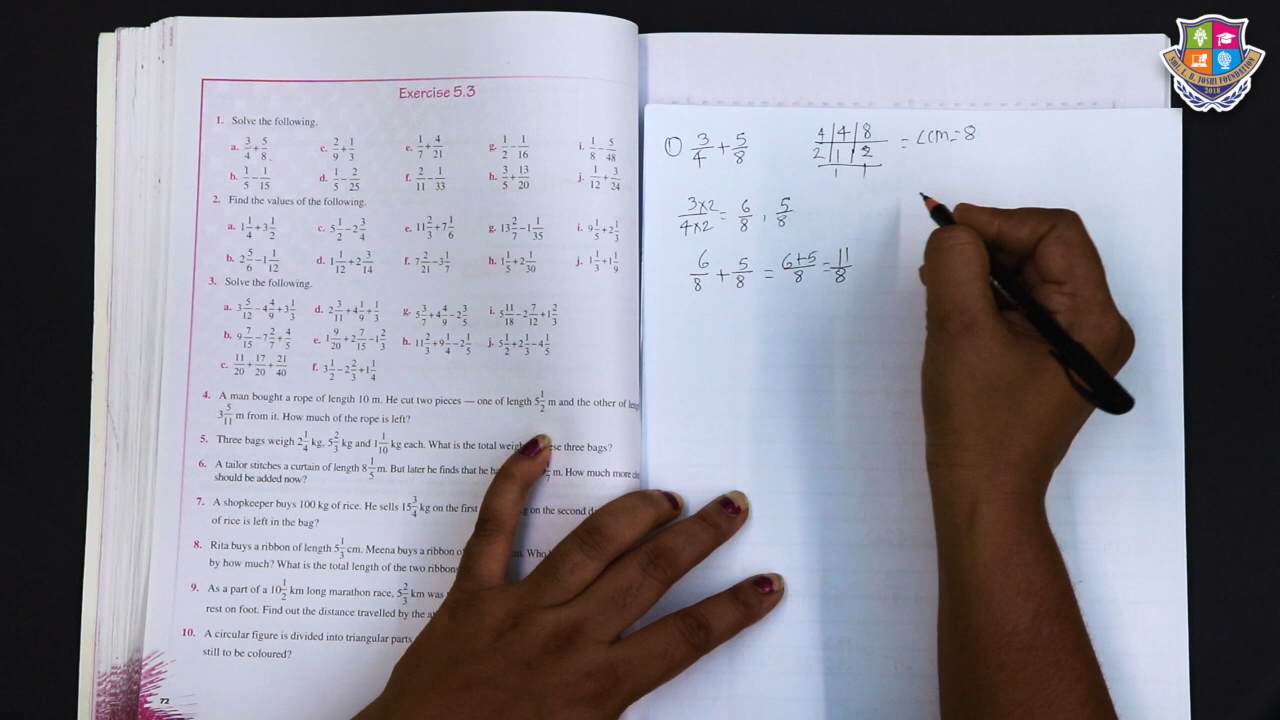 Exercise 5.3
1. Solve the following.
a. 3/4 + 5/8 c. 2/9 + 1/3 e. 1/7 + 4/21 g. 1/2 − 1/16 i. 1/8 − 5/48
b. 1/5 − 1/15 d. 1/5 − 2/25 f. 2/11 − 1/33 h. 3/5 + 13/20 j. 1/12 + 3/24
2. Find the values of the following.
a. 1 1/4 + 3 1/2 c. 5 1/2 − 2 3/4 e. 11 2/3 + 7 1/6 g. 13 2/7 − 1 1/35 i. 9 1/5 + 2 1/3
b. 2 5/6 − 1 1/12 d. 1 1/12 + 2 3/14 f. 7 2/21 − 3 1/7 h. 1 1/5 + 2 1/30 j. 1 1/3 + 1 1/9
3. Solve the following.
a. 3 5/12 − 4 4/9 + 3 1/3 d. 2 3/11 + 4 1/9 + 1/3 g. 5 3/7 + 4 4/9 − 2 3/5 i. 5 11/18 − 2 7/12 + 1 2/3
b. 9 7/15 − 7 2/7 + 4/5 e. 1 9/20 + 2 7/15 − 1 2/3 h. 11 2/3 + 9 1/4 − 2 1/5 j. 5 1/2 + 2 1/3 − 4 1/5
c. 11/20 + 17/20 + 21/40 f. 3 1/2 − 2 2/3 + 1 1/4
4. A man bought a rope of length 10 m. He cut two pieces — one of length 5 1/2 m and the other of
3 5/11 m from it. How much of the rope is left?
5. Three bags weigh 2 1/4 kg, 5 2/3 kg and 1 1/10 kg each. What is the total these three bags?
6. A tailor stitches a curtain of length 8 1/5 m. But later he finds that he m. How much more
should be added now?
7. A shopkeeper buys 100 kg of rice. He sells 15 3/4 kg on the first on the second
of rice is left in the bag?
8. Rita buys a ribbon of length 5 1/3 cm. Meena buys a ribbon
by how much? What is the total length of the two ribbons
9. As a part of a 10 1/2 km long marathon race, 5 2/3 km was
rest on foot. Find out the distance travelled by the
10. A circular figure is divided into triangular parts
still to be coloured?
72
① 3/4 + 5/8
4 | 4 | 8 = LCM = 8
2 | 1 | 2
1 1
3×2/4×2 = 6/8 , 5/8
6/8 + 5/8 = 6+5/8 = 11/8
SHI. L. H. JOSHI FOUNDATION
2018